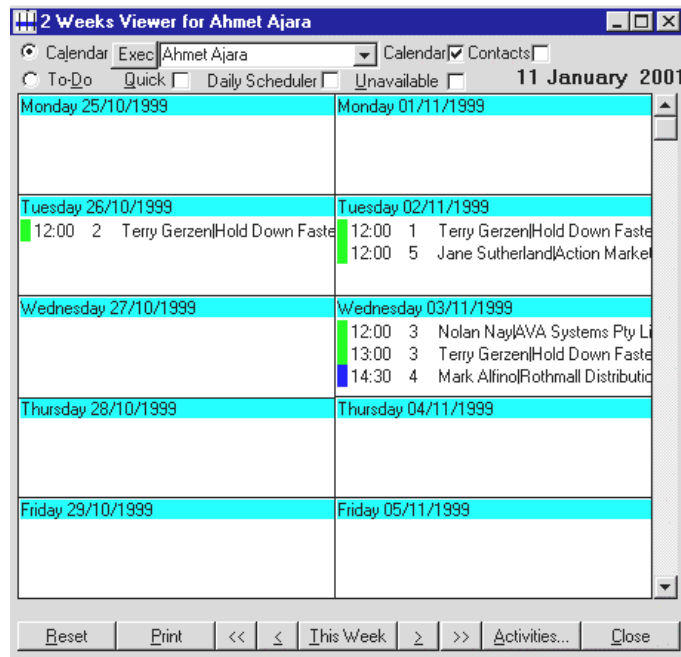 2 Weeks Viewer for Ahmet Ajara
Calendar Exec Ahmet Ajara Calendar Contacts
To-Do Quick Daily Scheduler Unavailable 11 January 2001
Monday 25/10/1999 Monday 01/11/1999
Tuesday 26/10/1999 Tuesday 02/11/1999
12:00 2 Terry Gerzen|Hold Down Faste 12:00 1 Terry Gerzen|Hold Down Faste
12:00 5 Jane Sutherland|Action Market
Wednesday 27/10/1999 Wednesday 03/11/1999
12:00 3 Nolan Nay|AVA Systems Pty Li
13:00 3 Terry Gerzen|Hold Down Faste
14:30 4 Mark Alfino|Rothmall Distributio
Thursday 28/10/1999 Thursday 04/11/1999
Friday 29/10/1999 Friday 05/11/1999
Reset Print << < This Week > >> Activities... Close